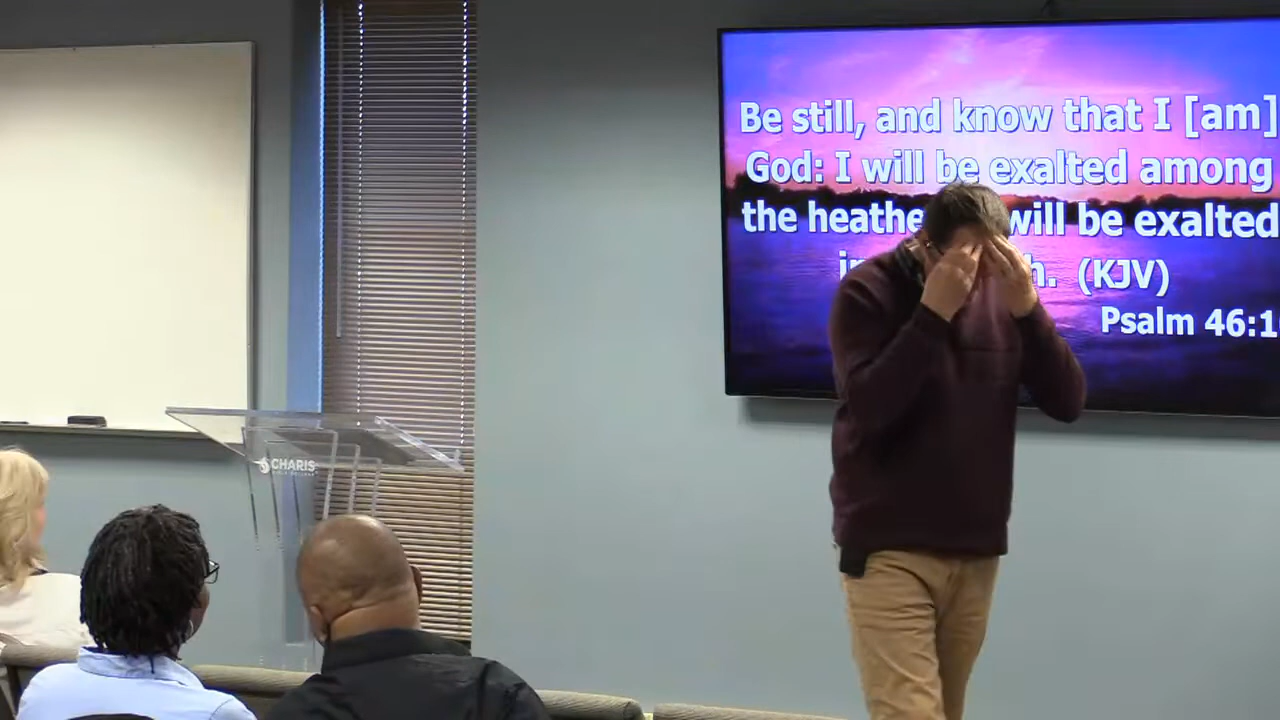 Be still, and know that I [am]
God: I will be exalted among
the heathe will be exalted
in h. (KJV)
Psalm 46:1
CHARIS